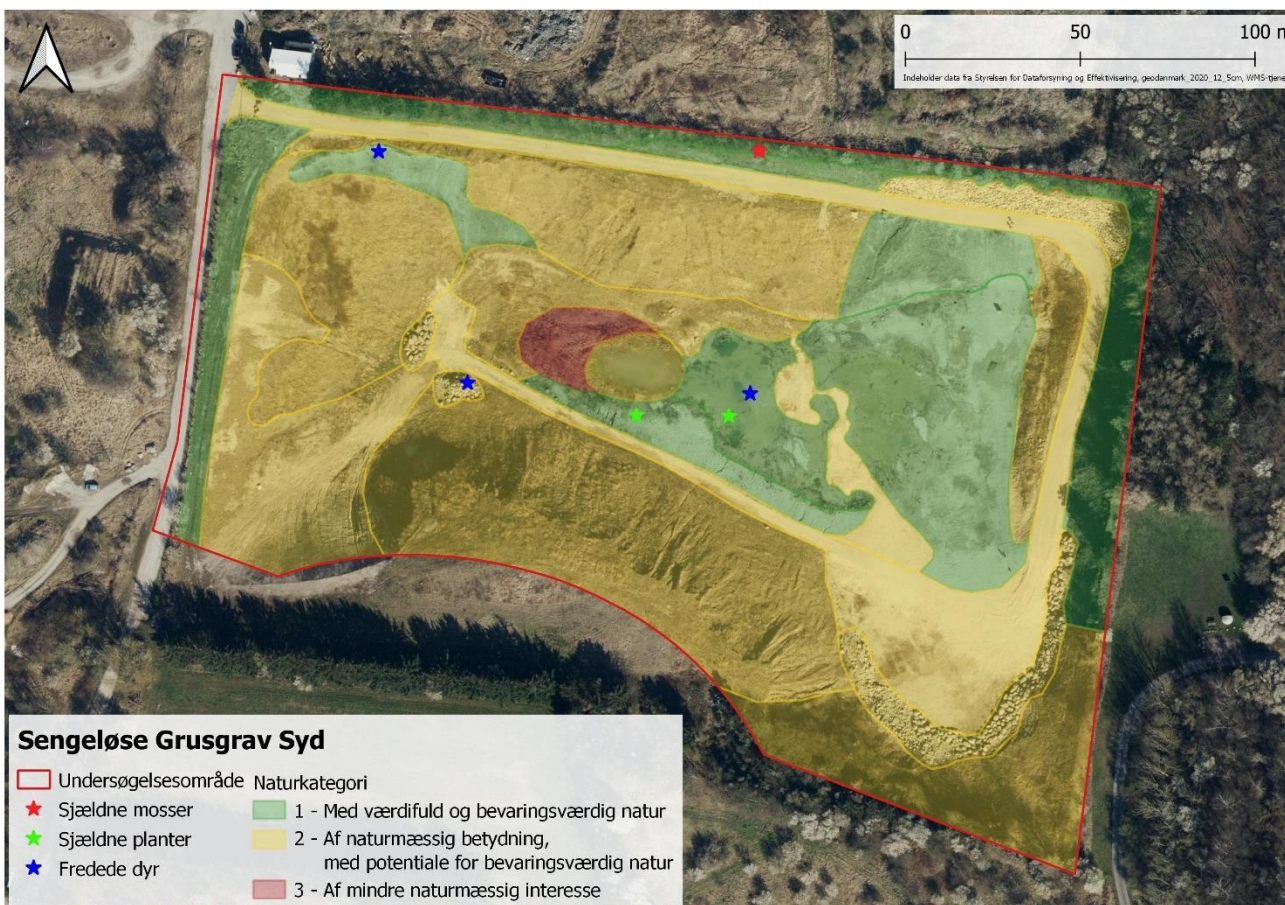 0 50 100 m
Indeholder data fra Styrelsen for Dataforsyning og Effektivisering, geodanmark_2020_12_5cm, WMS-tjene
Sengeløse Grusgrav Syd
Undersøgelsesområde
Sjældne mosser
Sjældne planter
Fredede dyr
Naturkategori
1 - Med værdifuld og bevaringsværdig natur
2 - Af naturmæssig betydning,
med potentiale for bevaringsværdig natur
3 - Af mindre naturmæssig interesse